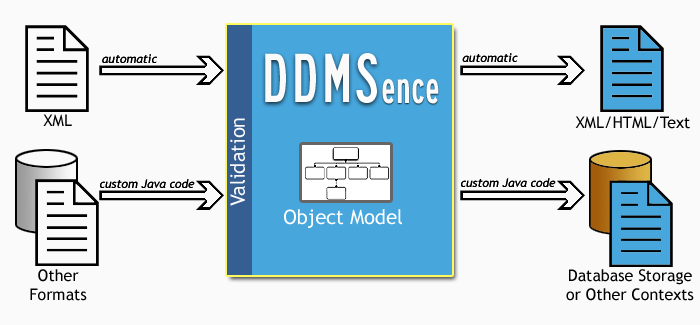 automatic
XML
custom Java code
Other
Formats
Validation
DDMSence
Object Model
automatic
XML/HTML/Text
custom Java code
Database Storage
or Other Contexts